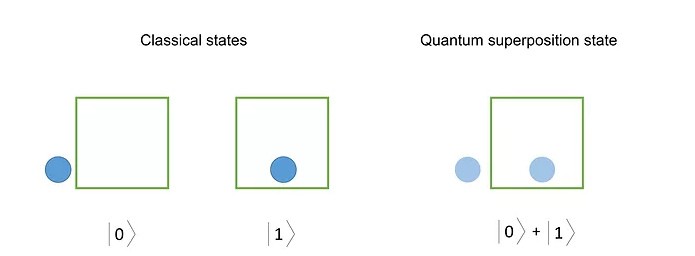 Classical states
Quantum superposition state
|0⟩
|1⟩
|0⟩ + |1⟩